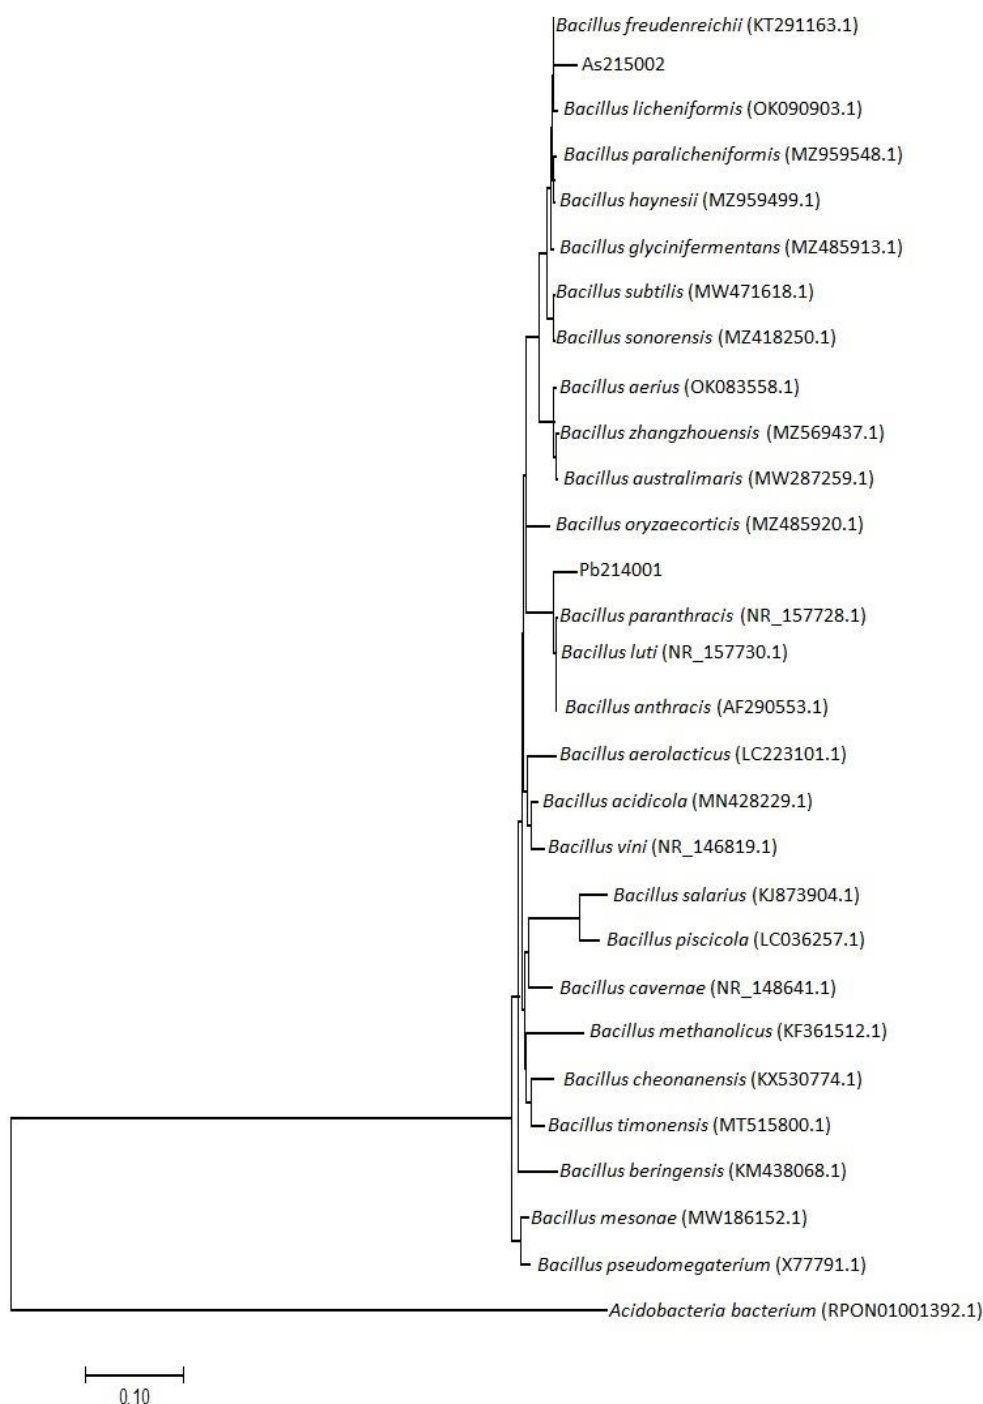 Bacillus freudenreichii (KT291163.1)
As215002
Bacillus licheniformis (OK090903.1)
Bacillus paralicheniformis (MZ959548.1)
Bacillus haynesii (MZ959499.1)
Bacillus glycinifermentans (MZ485913.1)
Bacillus subtilis (MW471618.1)
Bacillus sonorensis (MZ418250.1)
Bacillus aerius (OK083558.1)
Bacillus zhangzhouensis (MZ569437.1)
Bacillus australimaris (MW287259.1)
Bacillus oryzaecorticis (MZ485920.1)
Pb214001
Bacillus paranthracis (NR_157728.1)
Bacillus luti (NR_157730.1)
Bacillus anthracis (AF290553.1)
Bacillus aerolacticus (LC223101.1)
Bacillus acidicola (MN428229.1)
Bacillus vini (NR_146819.1)
Bacillus salarius (KJ873904.1)
Bacillus piscicola (LC036257.1)
Bacillus cavernae (NR_148641.1)
Bacillus methanolicus (KF361512.1)
Bacillus cheonanensis (KX530774.1)
Bacillus timonensis (MT515800.1)
Bacillus beringensis (KM438068.1)
Bacillus mesonae (MW186152.1)
Bacillus pseudomegaterium (X77791.1)
Acidobacteria bacterium (RPON01001392.1)
0.10